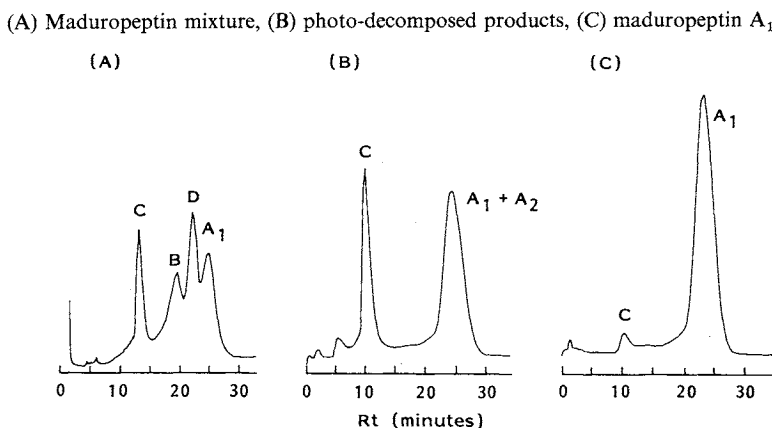 (A) Maduropeptin mixture, (B) photo-decomposed products, (C) maduropeptin A₁
(A) (B) (C)
C B D A₁
C A₁ + A₂
C A₁
0 10 20 30 0 10 20 30 0 10 20 30
Rt (minutes)